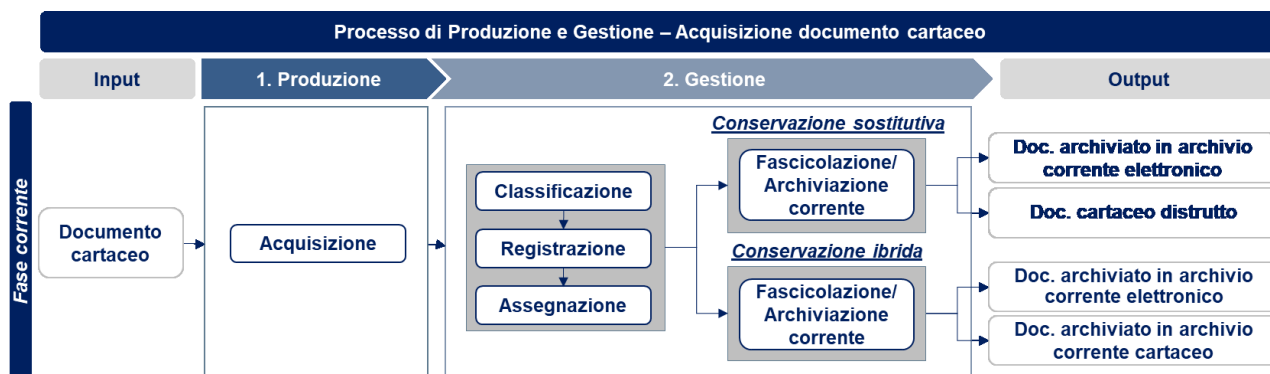 Processo di Produzione e Gestione – Acquisizione documento cartaceo
Input
1. Produzione
2. Gestione
Output
Fase corrente
Documento
cartaceo
Acquisizione
Classificazione
Registrazione
Assegnazione
Conservazione sostitutiva
Fascicolazione/
Archiviazione
corrente
Conservazione ibrida
Fascicolazione/
Archiviazione
corrente
Doc. archiviato in archivio
corrente elettronico
Doc. cartaceo distrutto
Doc. archiviato in archivio
corrente elettronico
Doc. archiviato in archivio
corrente cartaceo